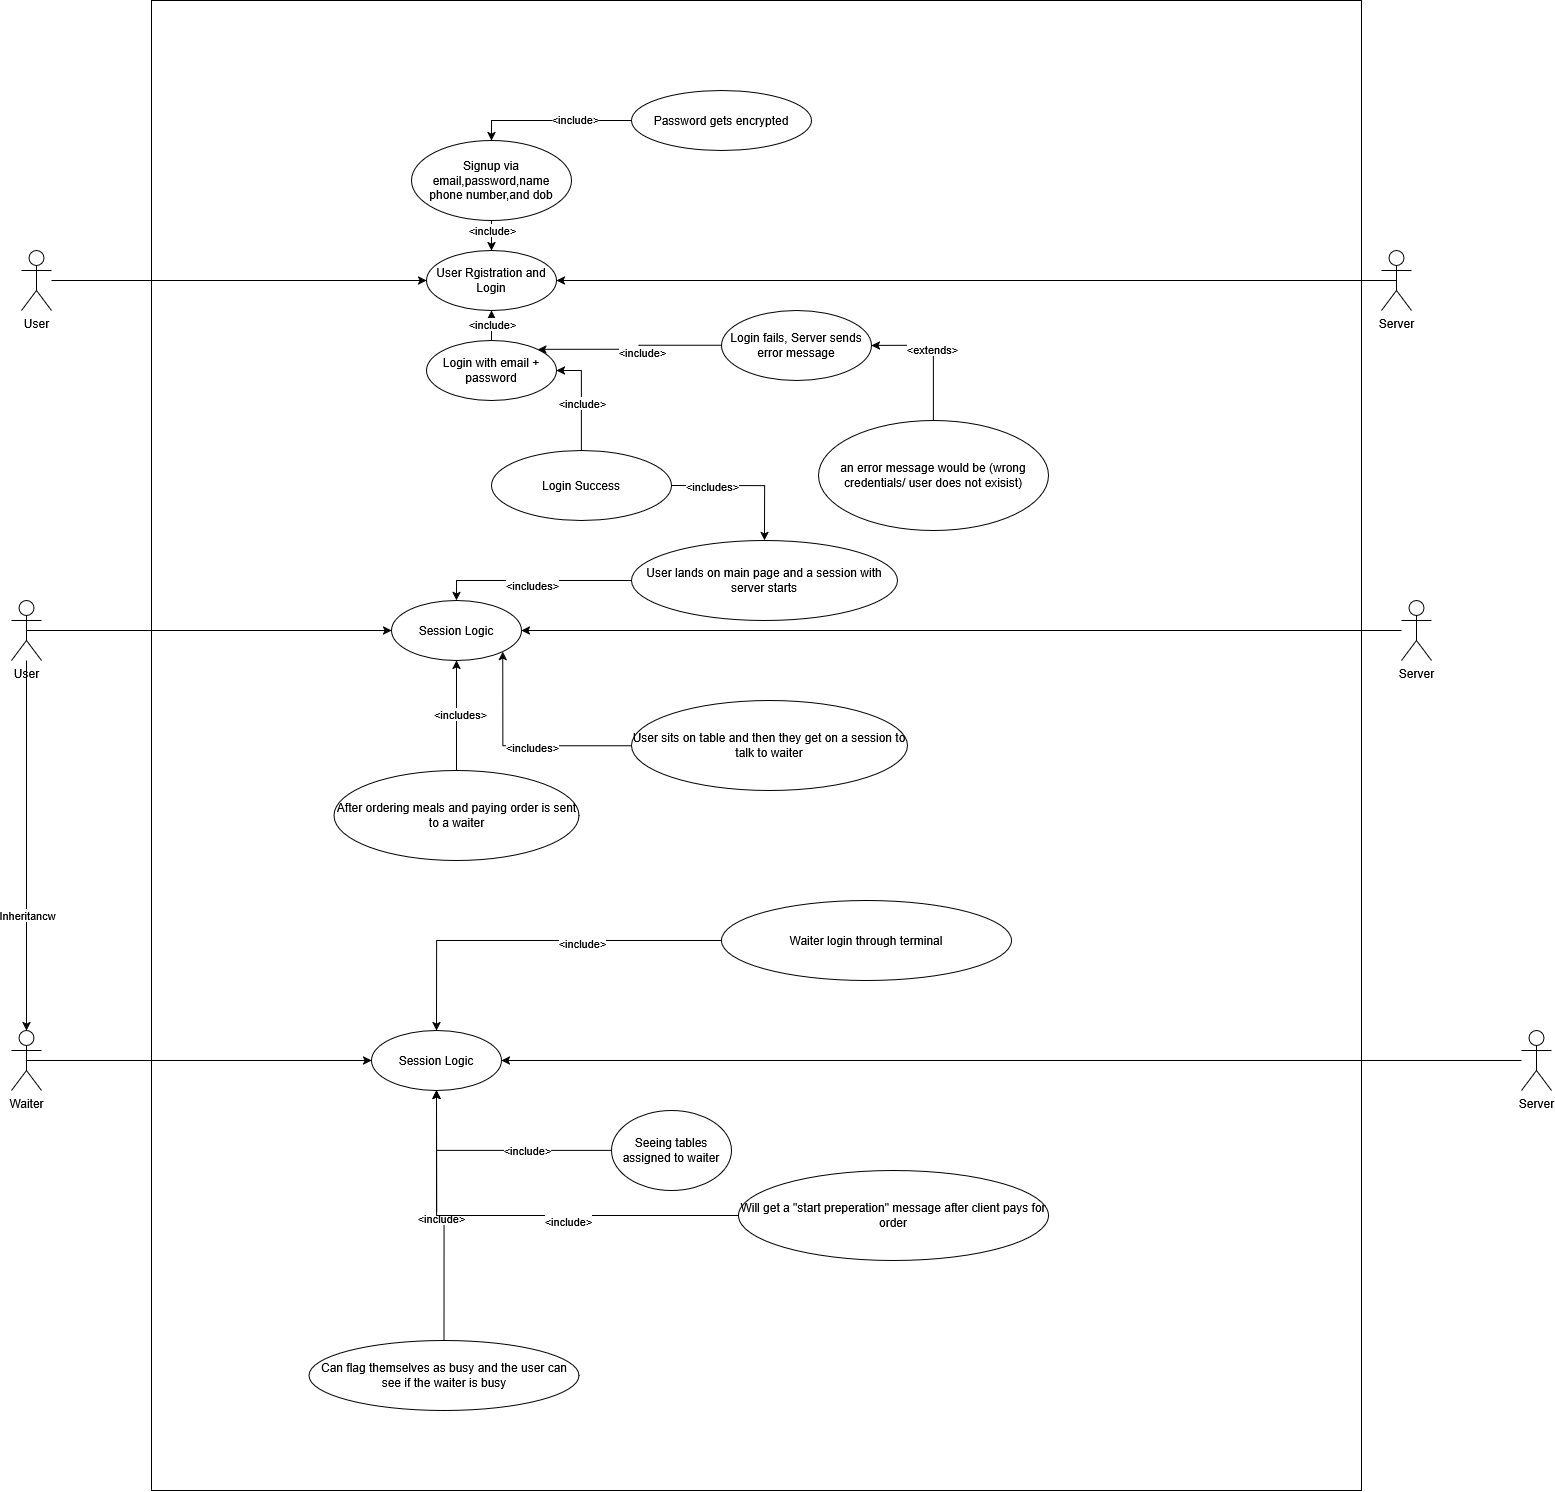 Password gets encrypted
<include>
Signup via
email,password,name
phone number,and dob
<include>
User Rgistration and
Login
User
Server
<include>
Login fails, Server sends
error message
<include>
<extends>
Login with email +
password
<include>
an error message would be (wrong
credentials/ user does not exisist)
Login Success
<includes>
User lands on main page and a session with
server starts
<includes>
Session Logic
User
Server
<includes>
User sits on table and then they get on a session to
talk to waiter
<includes>
After ordering meals and paying order is sent
to a waiter
Inheritancw
Waiter login through terminal
<include>
Session Logic
Waiter
Server
Seeing tables
assigned to waiter
<include>
Will get a "start preperation" message after client pays for
order
<include>
<include>
Can flag themselves as busy and the user can
see if the waiter is busy